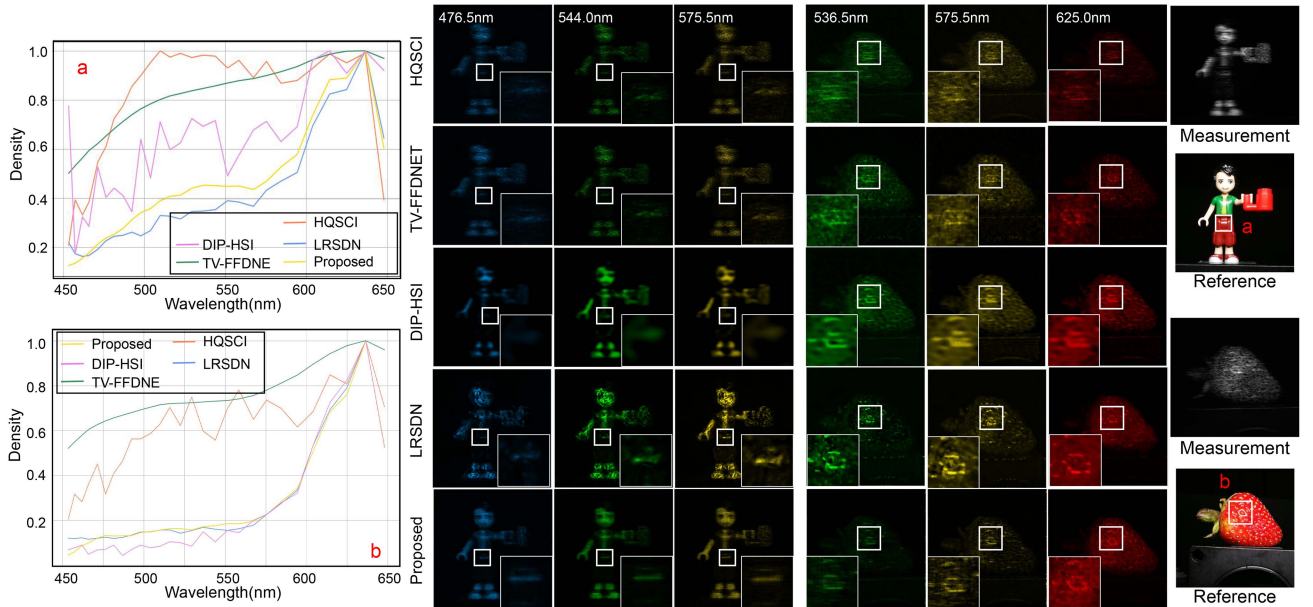 a
1.0
0.8
0.6
0.4
0.2
Density
HQSCI
DIP-HSI
LRSDN
TV-FFDNE
Proposed
450
500
550
600
650
Wavelength(nm)
Proposed
HQSCI
DIP-HSI
LRSDN
TV-FFDNE
1.0
0.8
0.6
0.4
0.2
Density
b
450
500
550
600
650
Wavelength(nm)
476.5nm
544.0nm
575.5nm
536.5nm
575.5nm
625.0nm
HQSCI
TV-FFDNET
DIP-HSI
LRSDN
Proposed
Measurement
a
Reference
Measurement
b
Reference